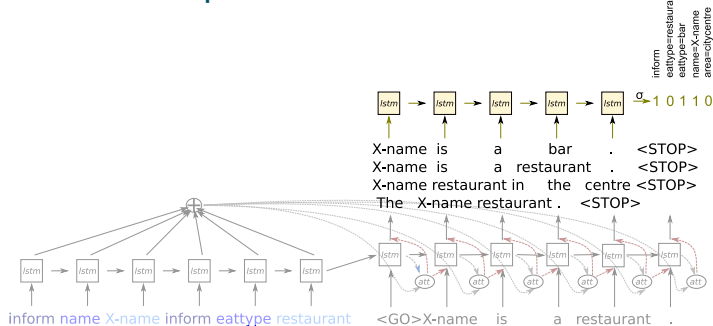 inform
eattype=restaura
eattype=bar
name=X-name
area=citycentre
lstm lstm lstm lstm lstm σ 1 0 1 1 0
X-name is a bar . <STOP>
X-name is a restaurant . <STOP>
X-name restaurant in the centre <STOP>
The X-name restaurant . <STOP>
lstm lstm lstm lstm lstm lstm lstm lstm lstm lstm lstm lstm
att att att att att att
inform name X-name inform eattype restaurant <GO>X-name is a restaurant .